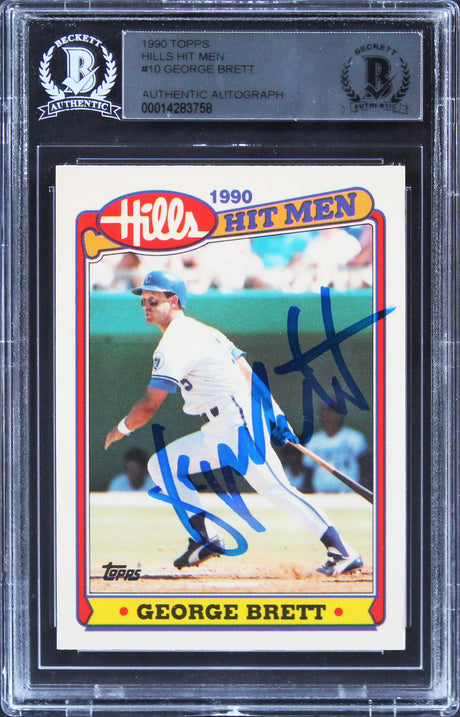 BECKETT
B
AUTHENTIC
1990 TOPPS
HILLS HIT MEN
#10 GEORGE BRETT
AUTHENTIC AUTOGRAPH
00014283758
BECKETT
B
AUTHENTIC
1990
Hills HIT MEN
topps
GEORGE BRETT